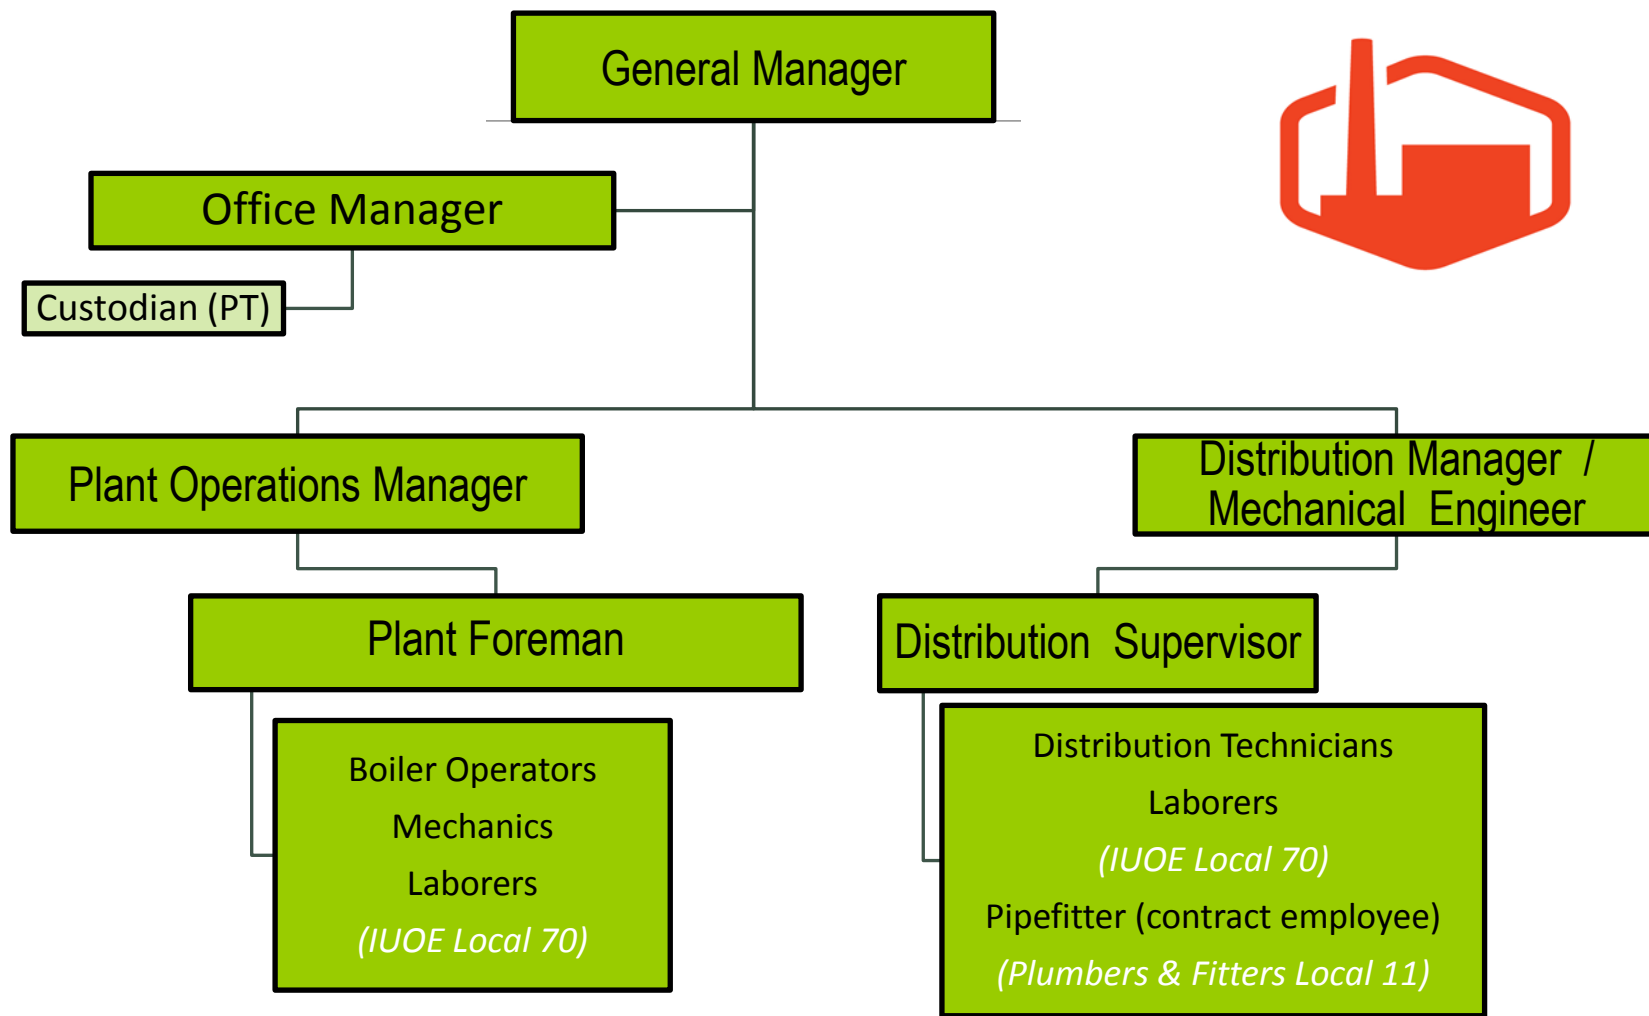 General Manager
Office Manager
Custodian (PT)
Plant Operations Manager
Distribution Manager /
Mechanical Engineer
Plant Foreman
Distribution Supervisor
Boiler Operators
Mechanics
Laborers
(IUOE Local 70)
Distribution Technicians
Laborers
(IUOE Local 70)
Pipefitter (contract employee)
(Plumbers & Fitters Local 11)